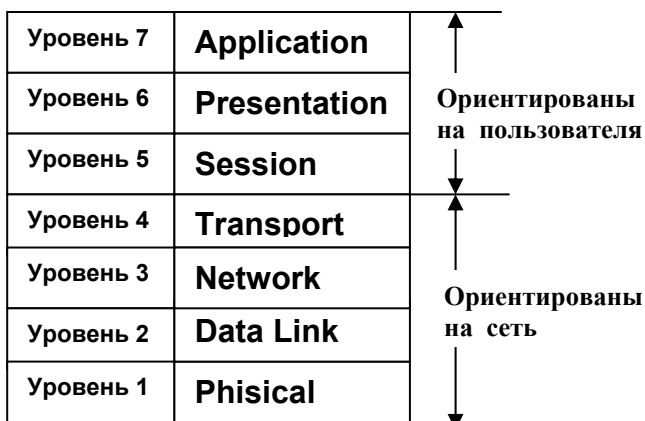 Уровень 7 Application
Уровень 6 Presentation
Уровень 5 Session
Ориентированы
на пользователя
Уровень 4 Transport
Уровень 3 Network
Уровень 2 Data Link
Уровень 1 Phisical
Ориентированы
на сеть